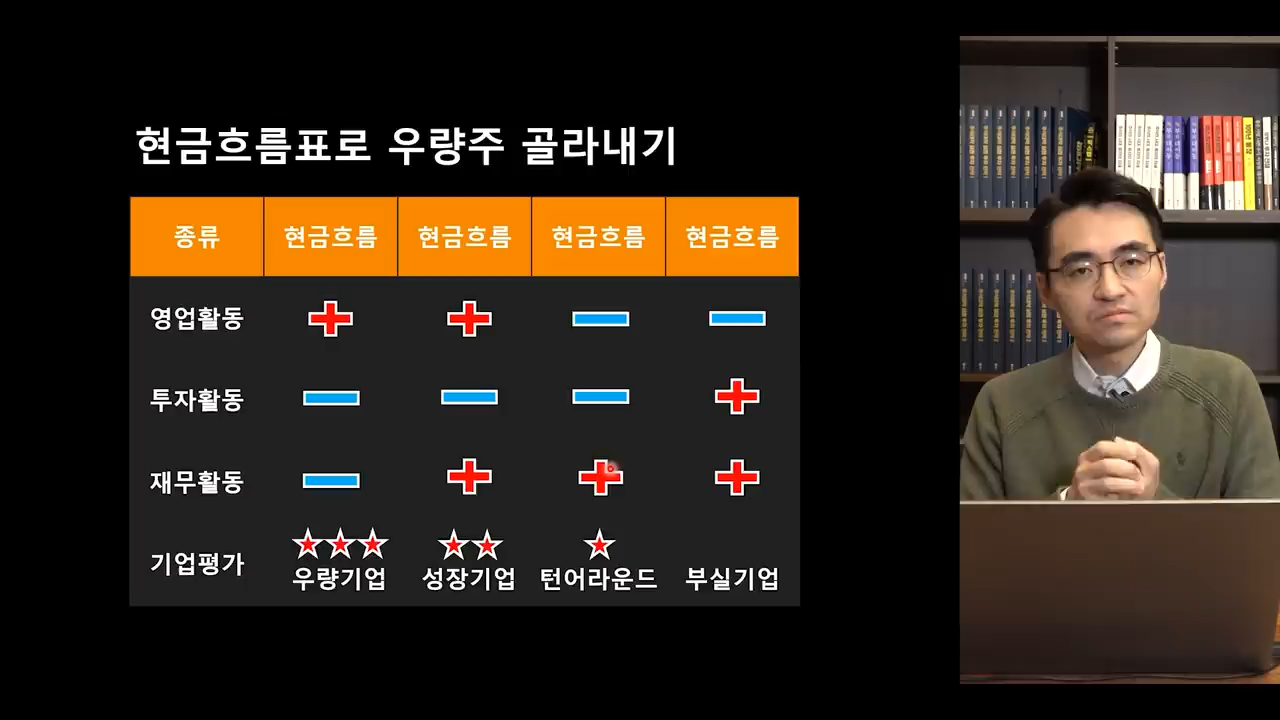 현금흐름표로 우량주 골라내기
종류 현금흐름 현금흐름 현금흐름 현금흐름
영업활동 + + - -
투자활동 - - - +
재무활동 - + + +
기업평가 ★★★ ★★ ★
우량기업 성장기업 턴어라운드 부실기업